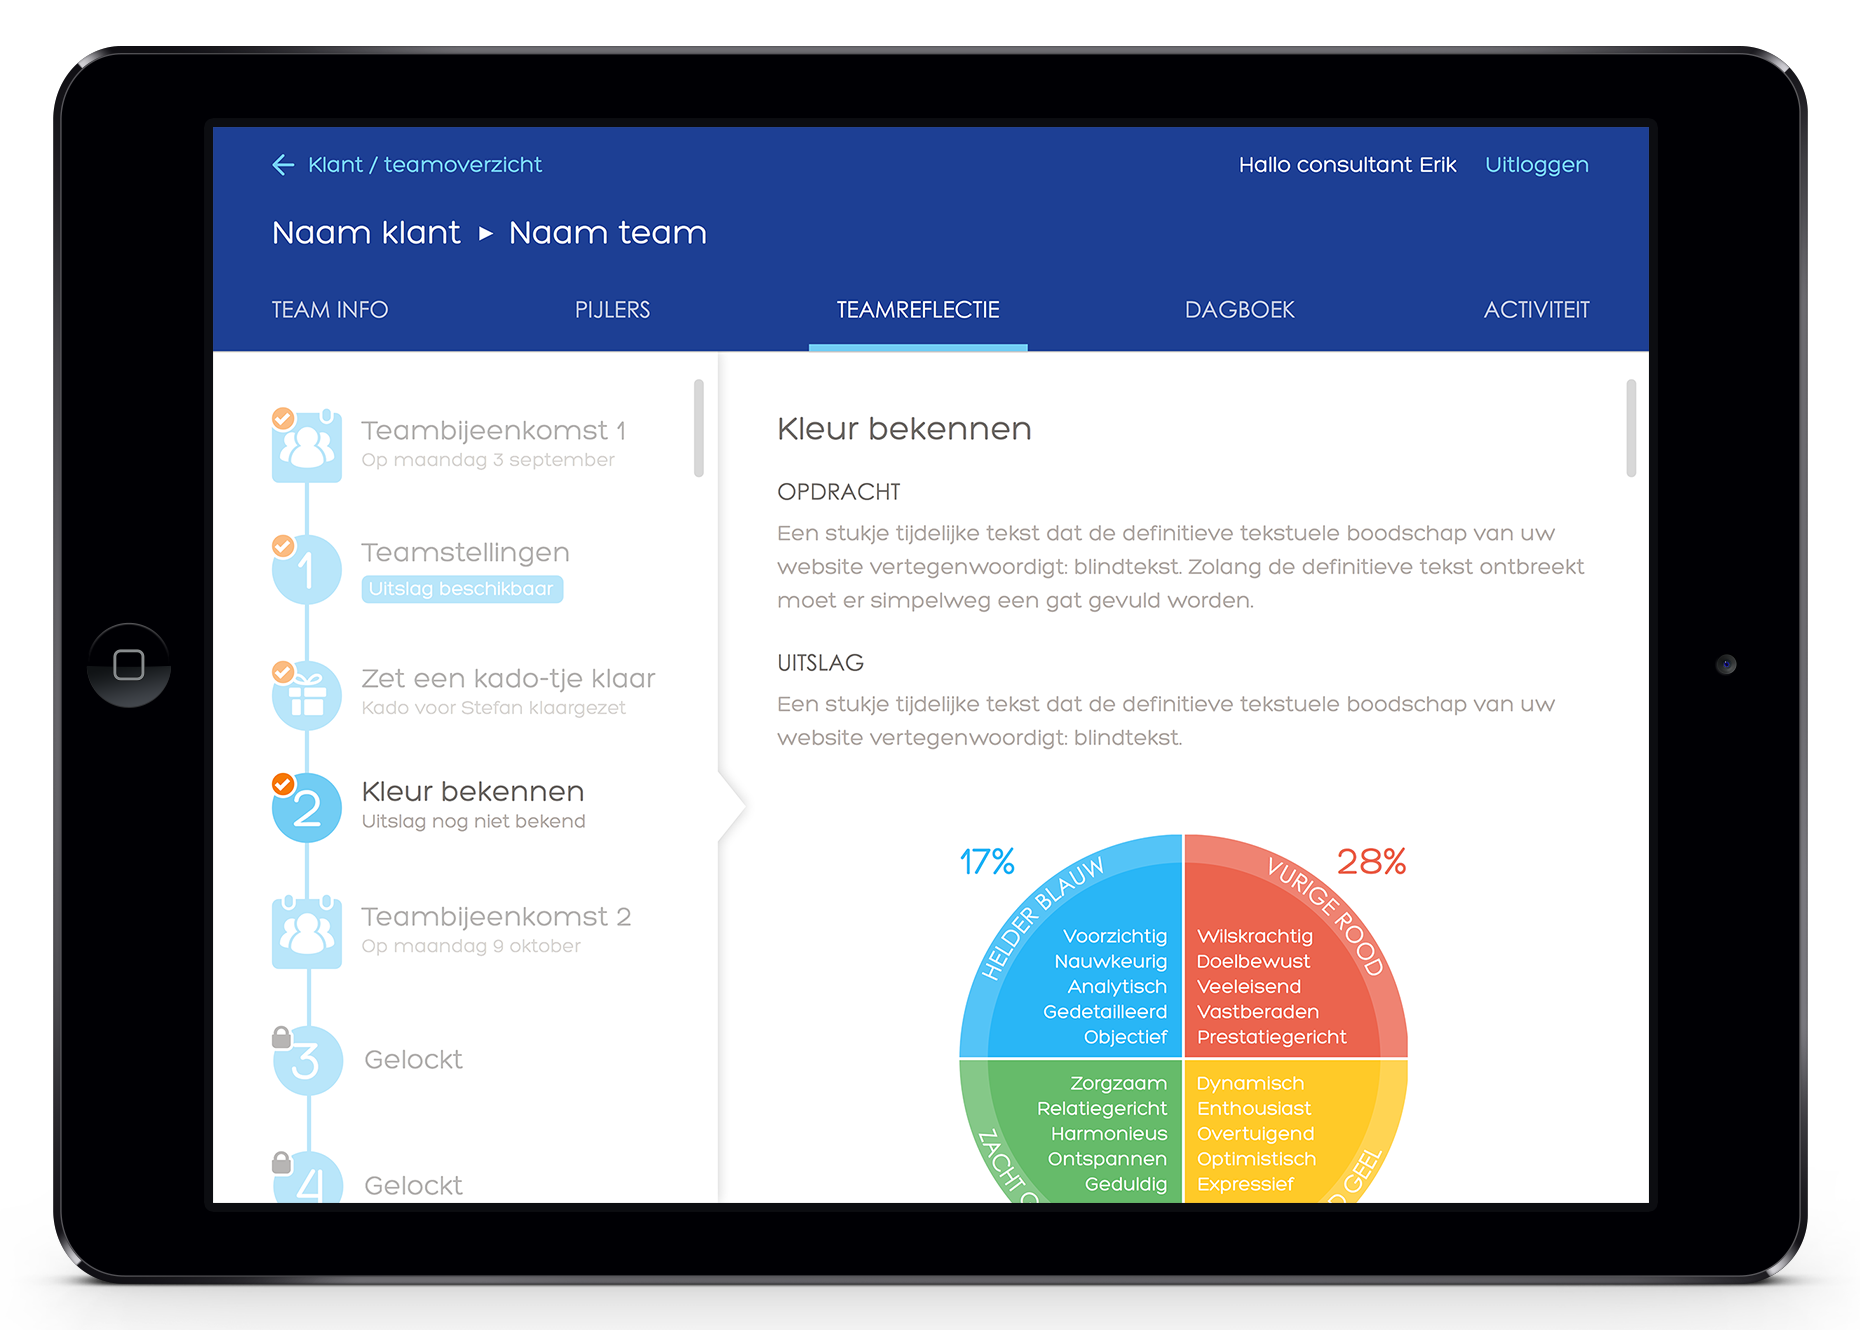 Klant / teamoverzicht
Hallo consultant Erik Uitloggen
Naam klant ▸ Naam team
TEAM INFO PIJLERS TEAMREFLECTIE DAGBOEK ACTIVITEIT
Teambijeenkomst 1
Op maandag 3 september
1
Teamstellingen
Uitslag beschikbaar
Zet een kado-tje klaar
Kado voor Stefan klaargezet
2
Kleur bekennen
Uitslag nog niet bekend
Teambijeenkomst 2
Op maandag 9 oktober
3
Gelockt
4
Gelockt
Kleur bekennen
OPDRACHT
Een stukje tijdelijke tekst dat de definitieve tekstuele boodschap van uw
website vertegenwoordigt: blindtekst. Zolang de definitieve tekst ontbreekt
moet er simpelweg een gat gevuld worden.
UITSLAG
Een stukje tijdelijke tekst dat de definitieve tekstuele boodschap van uw
website vertegenwoordigt: blindtekst.
17%
HELDER BLAUW
Voorzichtig
Nauwkeurig
Analytisch
Gedetailleerd
Objectief
28%
VURIGE ROOD
Wilskrachtig
Doelbewust
Veeleisend
Vastberaden
Prestatiegericht
ZACHT
Zorgzaam
Relatiegericht
Harmonieus
Ontspannen
Geduldig
Dynamisch
Enthousiast
Overtuigend
Optimistisch
Expressief
GEEL